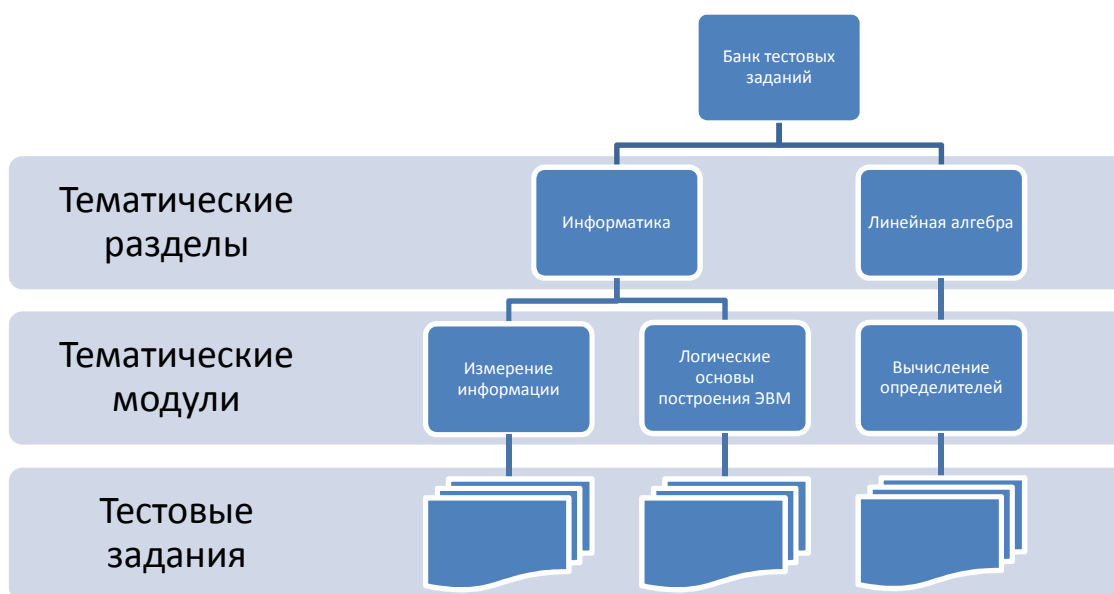 Банк тестовых
заданий
Тематические
разделы
Информатика
Линейная алгебра
Тематические
модули
Измерение
информации
Логические
основы
построения ЭВМ
Вычисление
определителей
Тестовые
задания